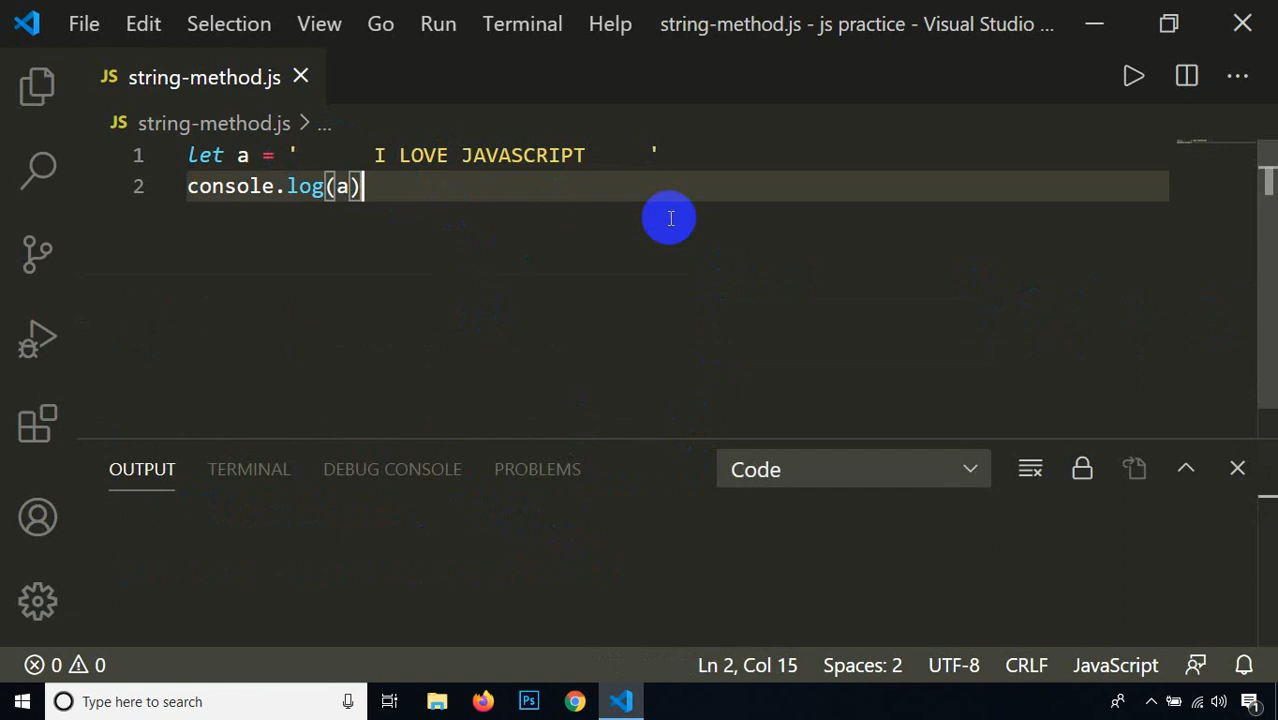 File Edit Selection View Go Run Terminal Help string-method.js - js practice - Visual Studio ...
JS string-method.js
JS string-method.js > ...
1 let a = '      I LOVE JAVASCRIPT     '
2 console.log(a)
OUTPUT TERMINAL DEBUG CONSOLE PROBLEMS Code
0 0 Ln 2, Col 15 Spaces: 2 UTF-8 CRLF JavaScript
Type here to search Ps 1